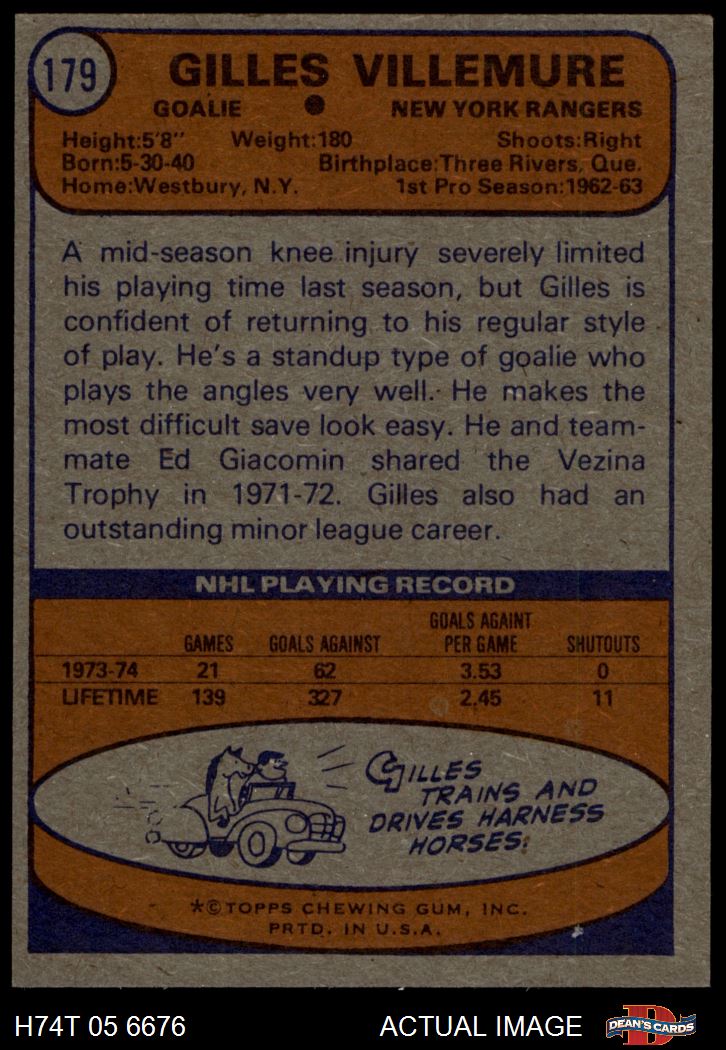 179
GILLES VILLEMURE
GOALIE ● NEW YORK RANGERS
Height:5'8" Weight:180 Shoots:Right
Born:5-30-40 Birthplace:Three Rivers, Que.
Home:Westbury, N.Y. 1st Pro Season:1962-63
A mid-season knee injury severely limited
his playing time last season, but Gilles is
confident of returning to his regular style
of play. He's a standup type of goalie who
plays the angles very well. He makes the
most difficult save look easy. He and team-
mate Ed Giacomin shared the Vezina
Trophy in 1971-72. Gilles also had an
outstanding minor league career.
NHL PLAYING RECORD
GAMES GOALS AGAINST GOALS AGAINT PER GAME SHUTOUTS
1973-74 21 62 3.53 0
LIFETIME 139 327 2.45 11
GILLES
TRAINS AND
DRIVES HARNESS
HORSES.
*©TOPPS CHEWING GUM, INC.
PRTD. IN U.S.A.
H74T 05 6676 ACTUAL IMAGE D DEAN'S CARDS